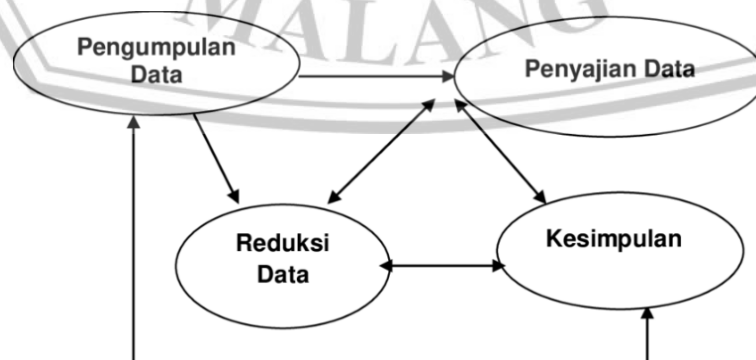 MALANG
Pengumpulan
Data
Penyajian Data
Reduksi
Data
Kesimpulan